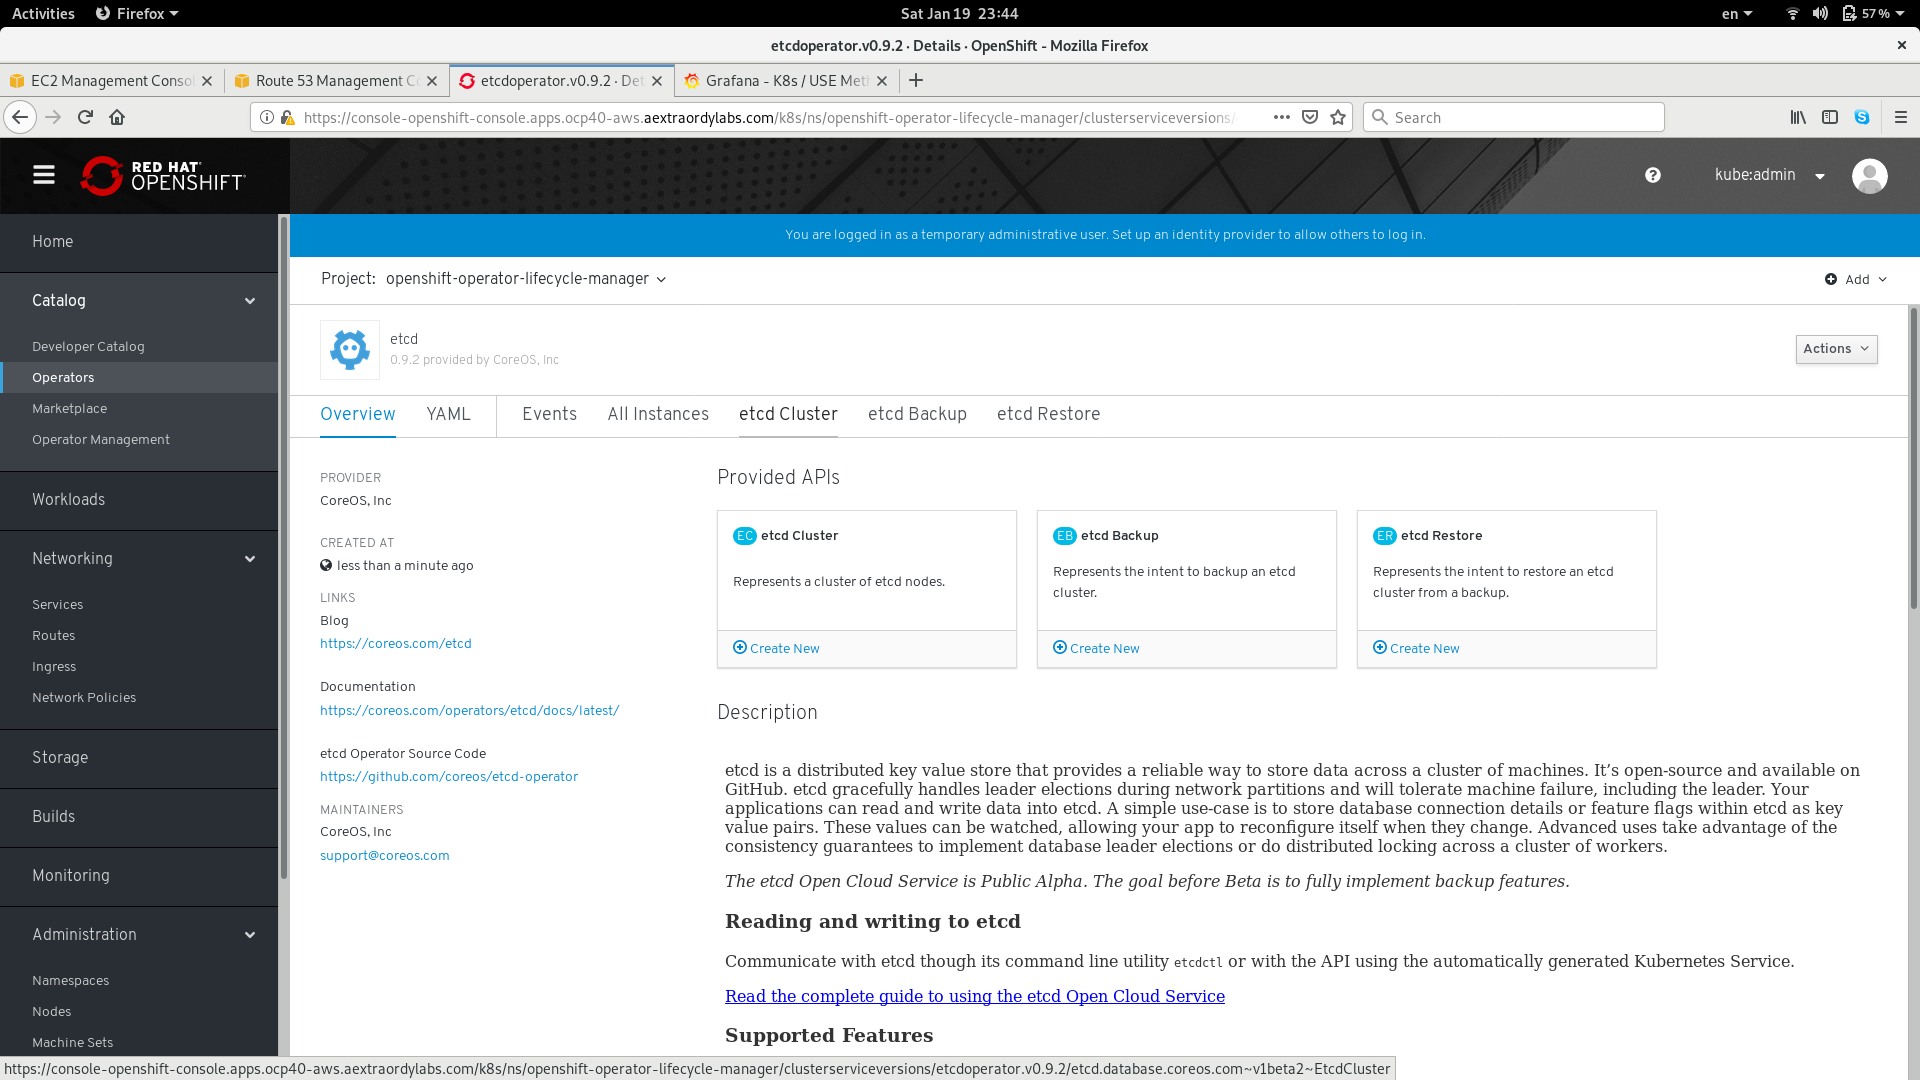 Activities
Firefox
Sat Jan 19 23:44
en
57 %
etcdoperator.v0.9.2 · Details · OpenShift - Mozilla Firefox
EC2 Management Consol
Route 53 Management Co
etcdoperator.v0.9.2 · Det
Grafana - K8s / USE Meth
https://console-openshift-console.apps.ocp40-aws.aextraordylabs.com/k8s/ns/openshift-operator-lifecycle-manager/clusterserviceversions/
Search
RED HAT
OPENSHIFT
kube:admin
You are logged in as a temporary administrative user. Set up an identity provider to allow others to log in.
Home
Catalog
Developer Catalog
Operators
Marketplace
Operator Management
Workloads
Networking
Services
Routes
Ingress
Network Policies
Storage
Builds
Monitoring
Administration
Namespaces
Nodes
Machine Sets
Project: openshift-operator-lifecycle-manager
Add
etcd
0.9.2 provided by CoreOS, Inc
Actions
Overview
YAML
Events
All Instances
etcd Cluster
etcd Backup
etcd Restore
PROVIDER
CoreOS, Inc
CREATED AT
less than a minute ago
LINKS
Blog
https://coreos.com/etcd
Documentation
https://coreos.com/operators/etcd/docs/latest/
etcd Operator Source Code
https://github.com/coreos/etcd-operator
MAINTAINERS
CoreOS, Inc
support@coreos.com
Provided APIs
EC etcd Cluster
Represents a cluster of etcd nodes.
Create New
EB etcd Backup
Represents the intent to backup an etcd
cluster.
Create New
ER etcd Restore
Represents the intent to restore an etcd
cluster from a backup.
Create New
Description
etcd is a distributed key value store that provides a reliable way to store data across a cluster of machines. It’s open-source and available on
GitHub. etcd gracefully handles leader elections during network partitions and will tolerate machine failure, including the leader. Your
applications can read and write data into etcd. A simple use-case is to store database connection details or feature flags within etcd as key
value pairs. These values can be watched, allowing your app to reconfigure itself when they change. Advanced uses take advantage of the
consistency guarantees to implement database leader elections or do distributed locking across a cluster of workers.
The etcd Open Cloud Service is Public Alpha. The goal before Beta is to fully implement backup features.
Reading and writing to etcd
Communicate with etcd though its command line utility etcdctl or with the API using the automatically generated Kubernetes Service.
Read the complete guide to using the etcd Open Cloud Service
Supported Features
https://console-openshift-console.apps.ocp40-aws.aextraordylabs.com/k8s/ns/openshift-operator-lifecycle-manager/clusterserviceversions/etcdoperator.v0.9.2/etcd.database.coreos.com~v1beta2~EtcdCluster